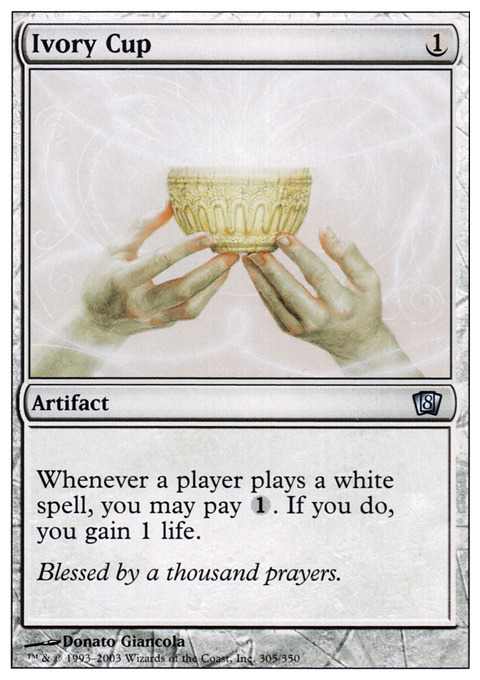 Ivory Cup 1
Artifact 8
Whenever a player plays a white
spell, you may pay 1. If you do,
you gain 1 life.
Blessed by a thousand prayers.
Donato Giancola
™ & © 1993–2003 Wizards of the Coast, Inc. 305/350